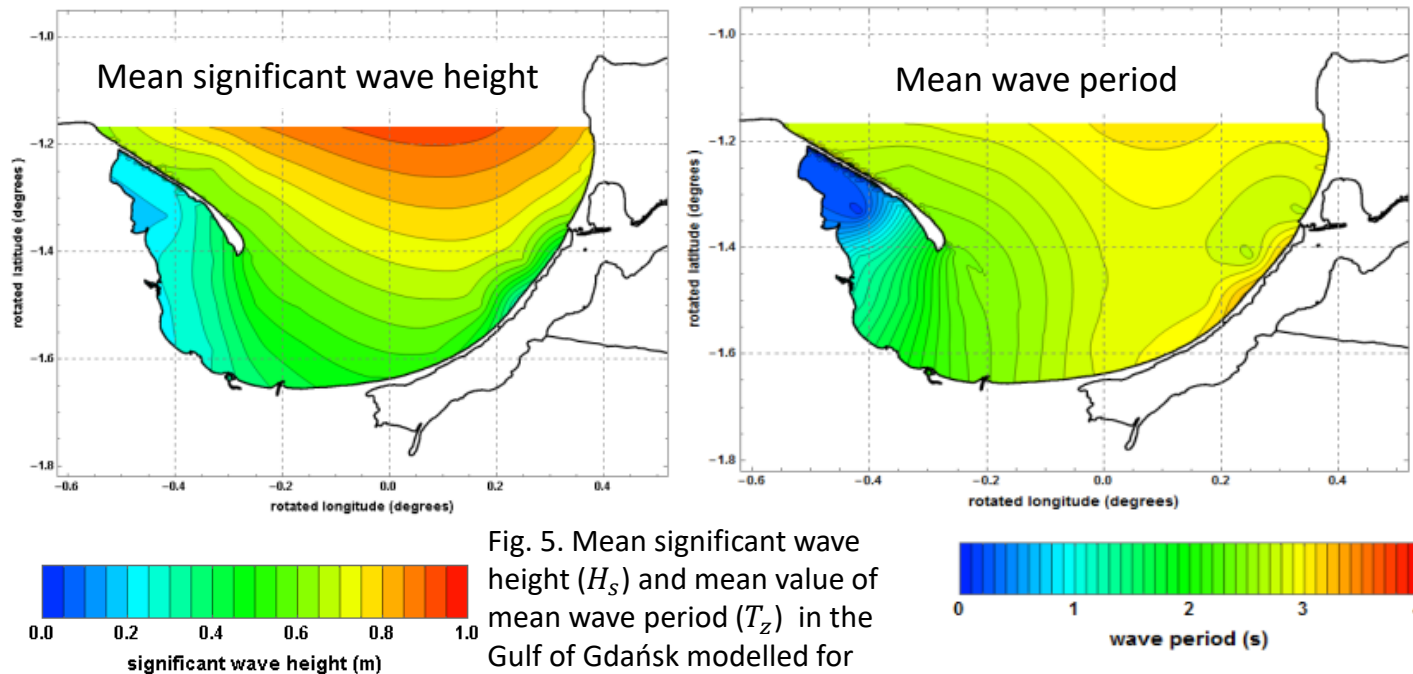 Mean significant wave height
−1.0
−1.2
−1.4
−1.6
−1.8
rotated latitude (degrees)
−0.6 −0.4 −0.2 0.0 0.2 0.4
rotated longitude (degrees)
Mean wave period
−1.0
−1.2
−1.4
−1.6
−1.8
rotated latitude (degrees)
−0.6 −0.4 −0.2 0.0 0.2 0.4
rotated longitude (degrees)
0.0 0.2 0.4 0.6 0.8 1.0
significant wave height (m)
Fig. 5. Mean significant wave
height (Hₛ) and mean value of
mean wave period (T_z) in the
Gulf of Gdańsk modelled for
0 1 2 3
wave period (s)